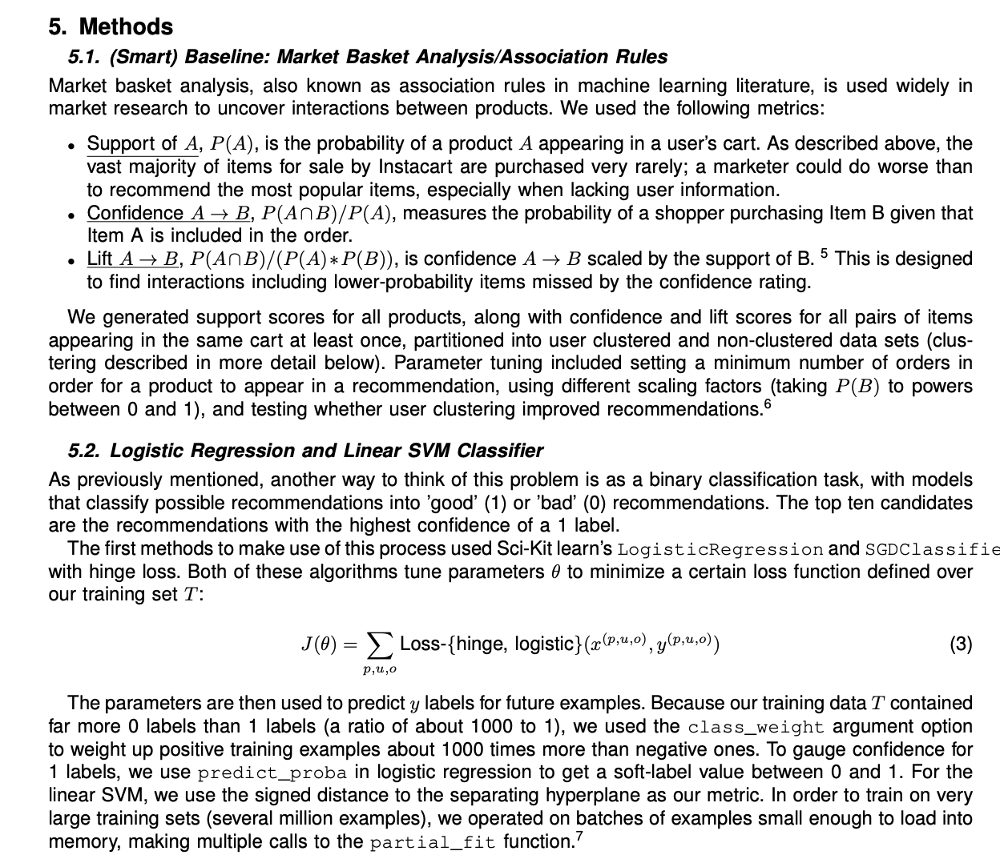 5. Methods
5.1. (Smart) Baseline: Market Basket Analysis/Association Rules
Market basket analysis, also known as association rules in machine learning literature, is used widely in
market research to uncover interactions between products. We used the following metrics:
• Support of A, P(A), is the probability of a product A appearing in a user's cart. As described above, the
vast majority of items for sale by Instacart are purchased very rarely; a marketer could do worse than
to recommend the most popular items, especially when lacking user information.
• Confidence A → B, P(A∩B)/P(A), measures the probability of a shopper purchasing Item B given that
Item A is included in the order.
• Lift A → B, P(A∩B)/(P(A)∗P(B)), is confidence A → B scaled by the support of B. 5 This is designed
to find interactions including lower-probability items missed by the confidence rating.
We generated support scores for all products, along with confidence and lift scores for all pairs of items
appearing in the same cart at least once, partitioned into user clustered and non-clustered data sets (clus-
tering described in more detail below). Parameter tuning included setting a minimum number of orders in
order for a product to appear in a recommendation, using different scaling factors (taking P(B) to powers
between 0 and 1), and testing whether user clustering improved recommendations.6
5.2. Logistic Regression and Linear SVM Classifier
As previously mentioned, another way to think of this problem is as a binary classification task, with models
that classify possible recommendations into 'good' (1) or 'bad' (0) recommendations. The top ten candidates
are the recommendations with the highest confidence of a 1 label.
The first methods to make use of this process used Sci-Kit learn's LogisticRegression and SGDClassifie
with hinge loss. Both of these algorithms tune parameters θ to minimize a certain loss function defined over
our training set T:
J(θ) = ∑ p,u,o Loss-{hinge, logistic}(x^(p,u,o), y^(p,u,o)) (3)
The parameters are then used to predict y labels for future examples. Because our training data T contained
far more 0 labels than 1 labels (a ratio of about 1000 to 1), we used the class_weight argument option
to weight up positive training examples about 1000 times more than negative ones. To gauge confidence for
1 labels, we use predict_proba in logistic regression to get a soft-label value between 0 and 1. For the
linear SVM, we use the signed distance to the separating hyperplane as our metric. In order to train on very
large training sets (several million examples), we operated on batches of examples small enough to load into
memory, making multiple calls to the partial_fit function.7